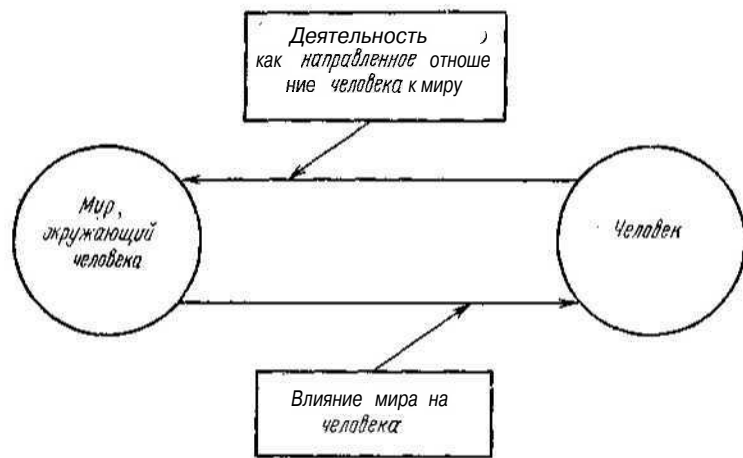 Деятельность )
как направленное отноше
ние человека к миру
Мир,
окружающий
человека
Человек
Влияние мира на
человека